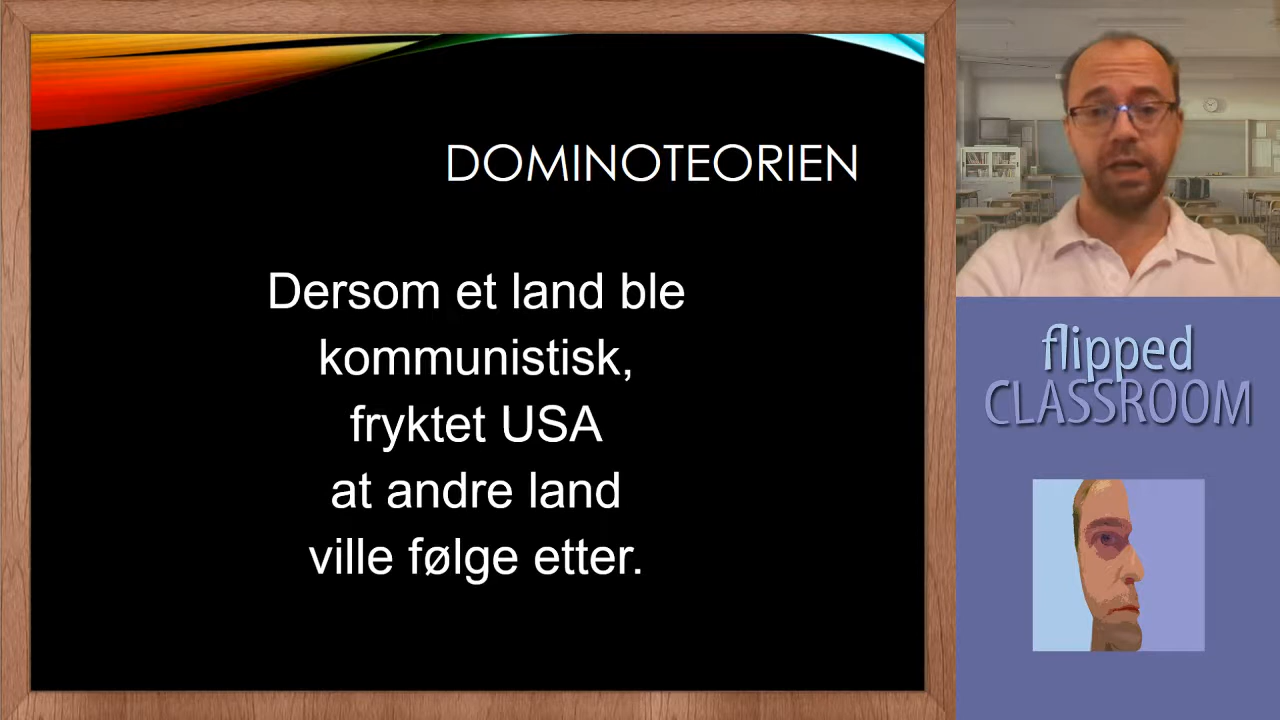 DOMINOTEORIEN
Dersom et land ble
kommunistisk,
fryktet USA
at andre land
ville følge etter.
flipped
CLASSROOM